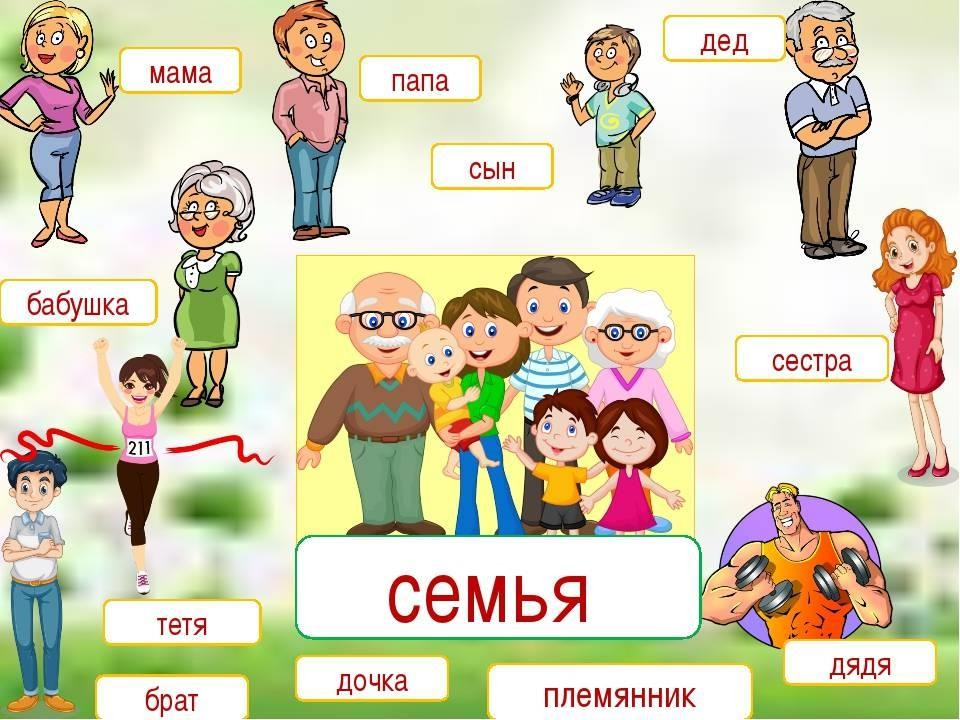 дед
мама
папа
сын
бабушка
сестра
211
семья
тетя
дядя
дочка
племянник
брат